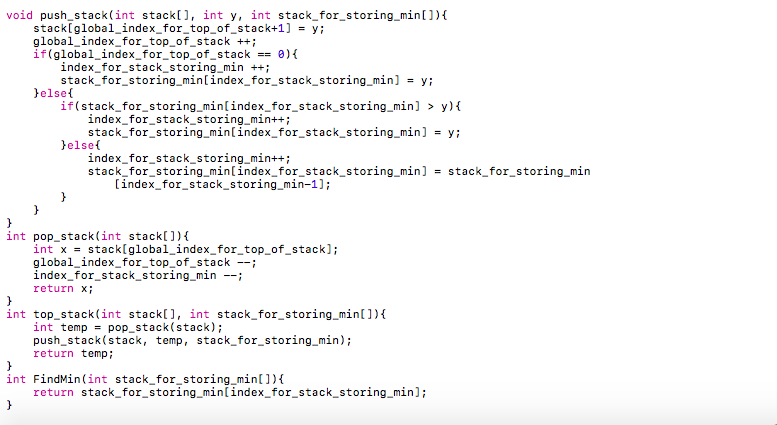 void push_stack(int stack[], int y, int stack_for_storing_min[]){
    stack[global_index_for_top_of_stack+1] = y;
    global_index_for_top_of_stack ++;
    if(global_index_for_top_of_stack == 0){
        index_for_stack_storing_min ++;
        stack_for_storing_min[index_for_stack_storing_min] = y;
    }else{
        if(stack_for_storing_min[index_for_stack_storing_min] > y){
            index_for_stack_storing_min++;
            stack_for_storing_min[index_for_stack_storing_min] = y;
        }else{
            index_for_stack_storing_min++;
            stack_for_storing_min[index_for_stack_storing_min] = stack_for_storing_min
                [index_for_stack_storing_min-1];
        }
    }
}
int pop_stack(int stack[]){
    int x = stack[global_index_for_top_of_stack];
    global_index_for_top_of_stack --;
    index_for_stack_storing_min --;
    return x;
}
int top_stack(int stack[], int stack_for_storing_min[]){
    int temp = pop_stack(stack);
    push_stack(stack, temp, stack_for_storing_min);
    return temp;
}
int FindMin(int stack_for_storing_min[]){
    return stack_for_storing_min[index_for_stack_storing_min];
}